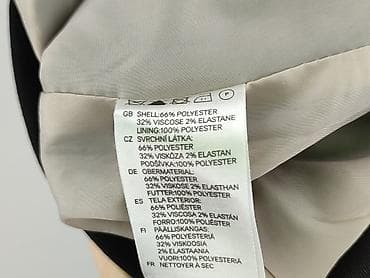 P
GB SHELL:66% POLYESTER
32% VISCOSE 2% ELASTANE
LINING:100% POLYESTER
CZ SVRCHNÍ LÁTKA:
66% POLYESTER
32% VISKÓZA 2% ELASTAN
PODŠÍVKA:100% POLYESTER
DE OBERMATERIAL:
66% POLYESTER
32% VISKOSE 2% ELASTHAN
FUTTER:100% POLYESTER
ES TELA EXTERIOR:
66% POLIÉSTER
32% VISCOSA 2% ELASTÁN
FORRO:100% POLIÉSTER
FI PÄÄLLISKANGAS:
66% POLYESTERIÄ
32% VISKOOSIA
2% ELASTAANIA
VUORI:100% POLYESTERIÄ
FR NETTOYER À SEC